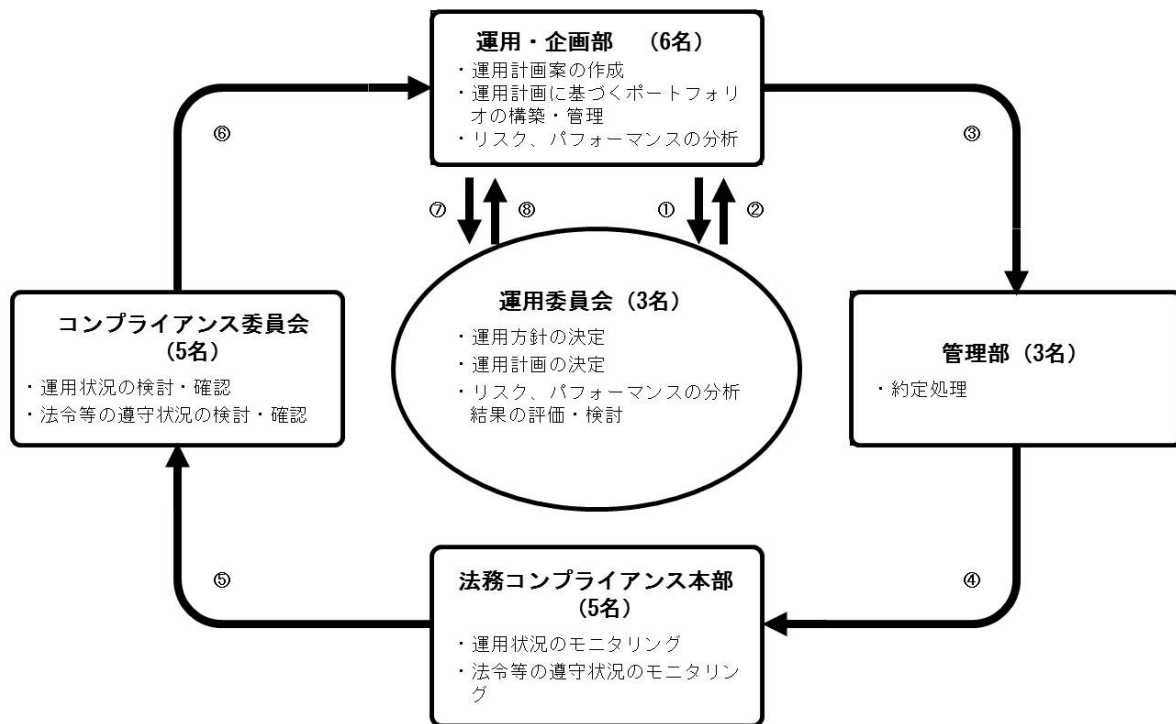 運用・企画部 （6名）
・運用計画案の作成
・運用計画に基づくポートフォリ
オの構築・管理
・リスク、パフォーマンスの分析
⑥
③
⑦
⑧
①
②
運用委員会（3名）
・運用方針の決定
・運用計画の決定
・リスク、パフォーマンスの分析
結果の評価・検討
コンプライアンス委員会
（5名）
・運用状況の検討・確認
・法令等の遵守状況の検討・確認
管理部（3名）
・約定処理
⑤
④
法務コンプライアンス本部
（5名）
・運用状況のモニタリング
・法令等の遵守状況のモニタリン
グ